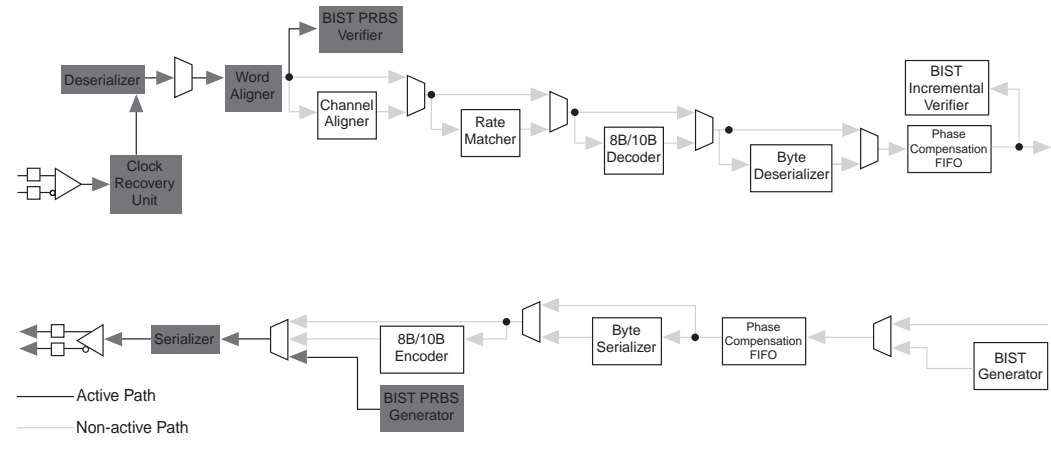 BIST PRBS
Verifier
Deserializer
Word
Aligner
Channel
Aligner
Rate
Matcher
8B/10B
Decoder
Byte
Deserializer
BIST
Incremental
Verifier
Phase
Compensation
FIFO
Clock
Recovery
Unit
Serializer
8B/10B
Encoder
BIST PRBS
Generator
Byte
Serializer
Phase
Compensation
FIFO
BIST
Generator
Active Path
Non-active Path